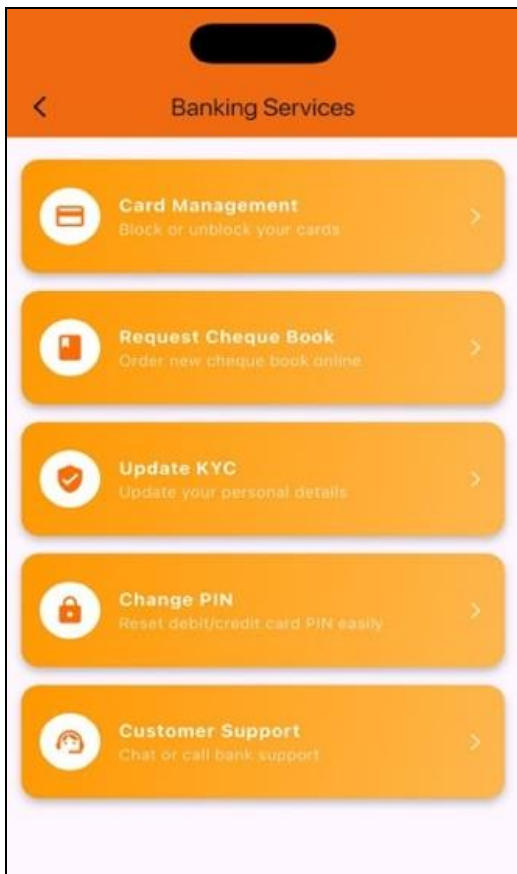 Banking Services
Card Management
Block or unblock your cards
Request Cheque Book
Order new cheque book online
Update KYC
Update your personal details
Change PIN
Reset debit/credit card PIN easily
Customer Support
Chat or call bank support